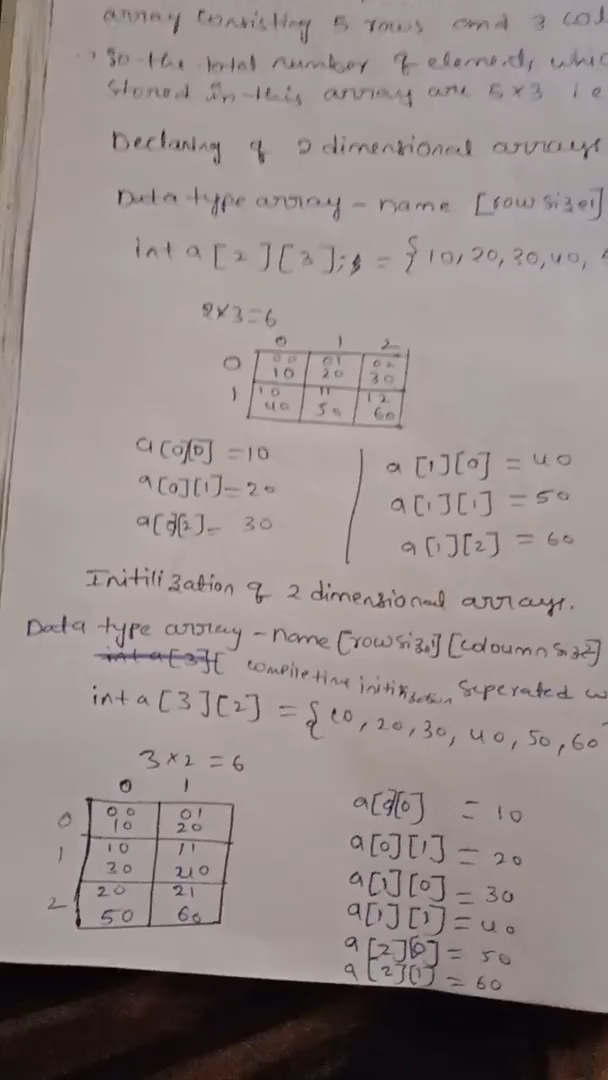 array consisting 5 rows and 3 col
so the total number of elements, whic
stored in this array are 5×3 i e
Declaring of 2 dimensional arrays
Data type array - name [row size]
int a [2][3]; = {10, 20, 30, 40,
2×3=6
0 1 2
0 00 01 02
10 20 30
1 10 11 12
40 50 60
a[0][0] = 10
a[0][1] = 20
a[0][2] = 30
a[1][0] = 40
a[1][1] = 50
a[1][2] = 60
Initilization of 2 dimensional arrays.
Data type array - name [row size] [coloumn size]
int a[3][ compile time initilization seperated w
int a [3][2] = {10, 20, 30, 40, 50, 60
3 × 2 = 6
0 1
0 00 01
10 20
1 10 11
30 40
2 20 21
50 60
a[0][0] = 10
a[0][1] = 20
a[1][0] = 30
a[1][1] = 40
a[2][0] = 50
a[2][1] = 60